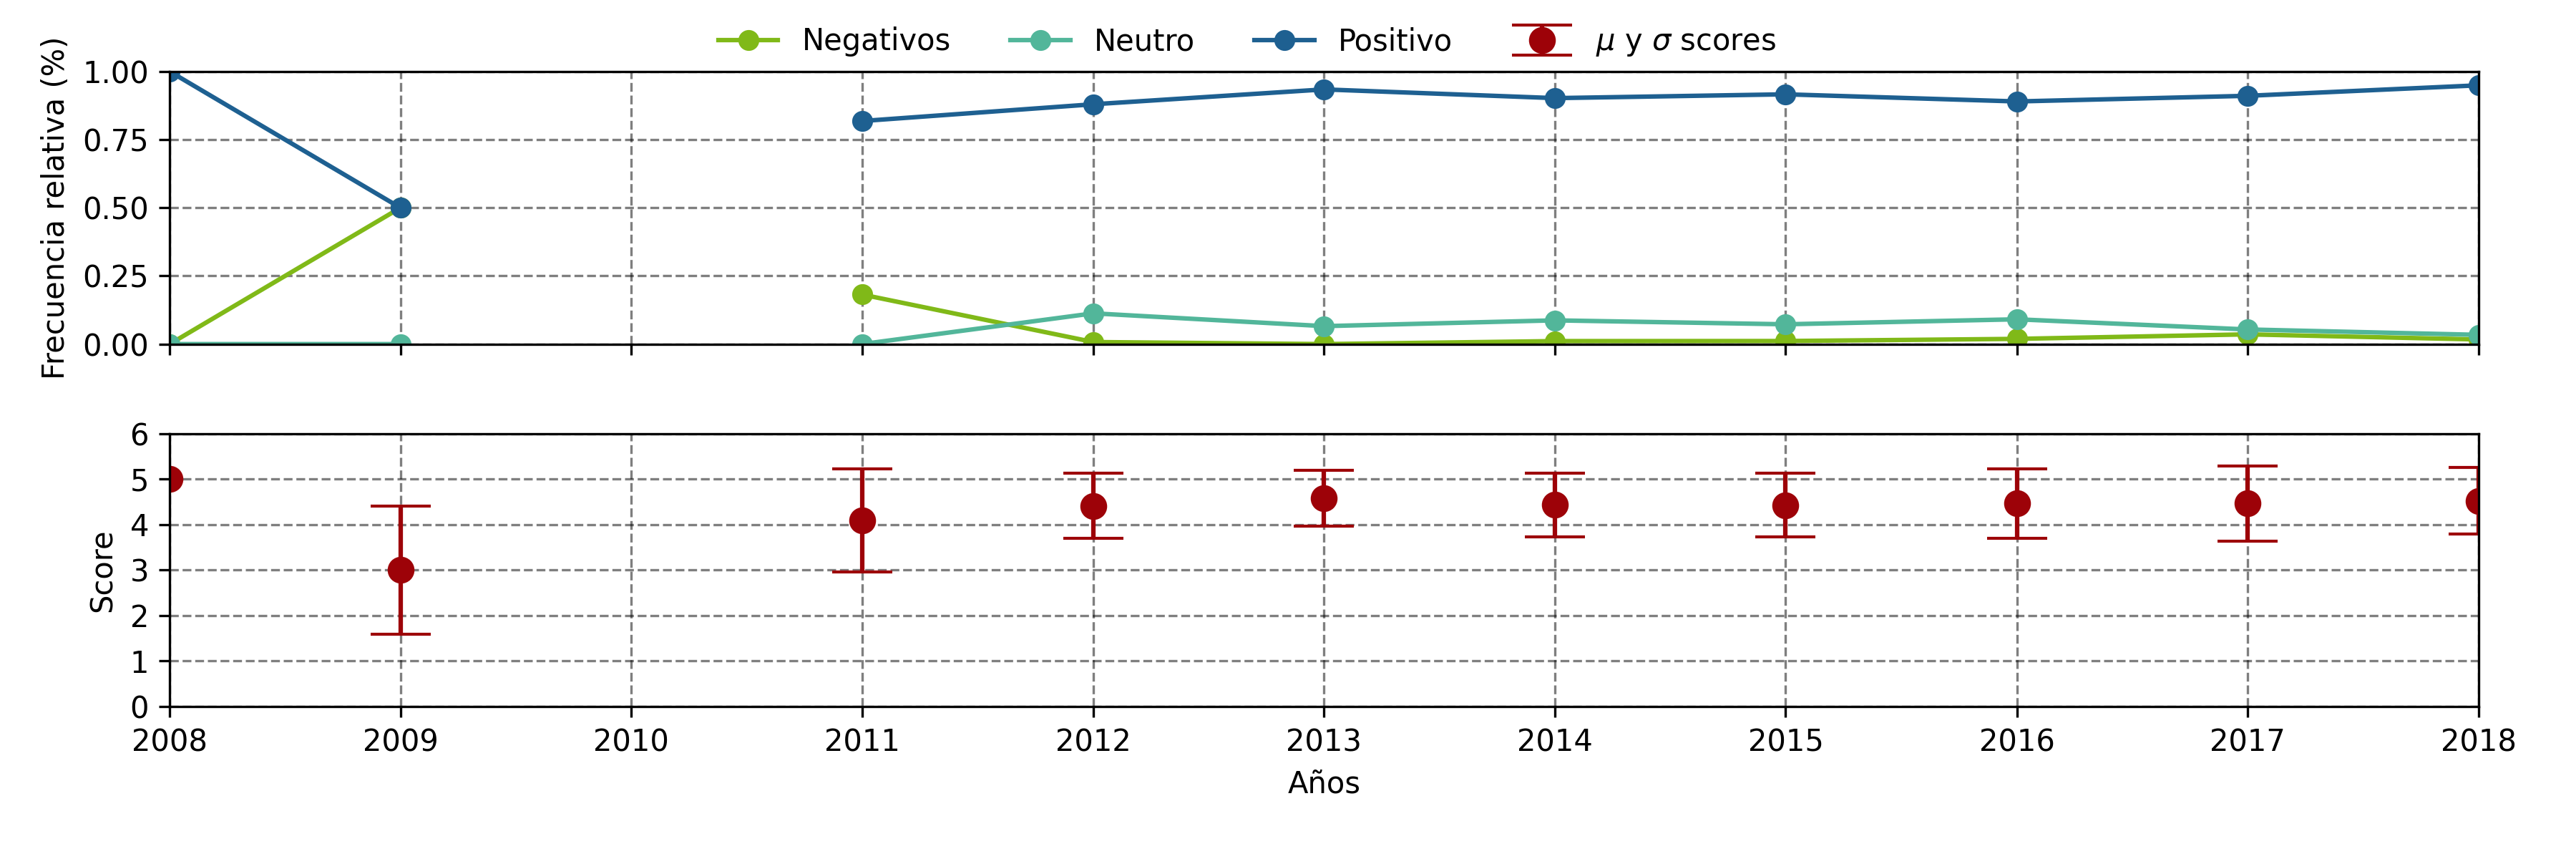 Negativos Neutro Positivo μ y σ scores
Frecuencia relativa (%)
1.00
0.75
0.50
0.25
0.00
Score
6
5
4
3
2
1
0
2008 2009 2010 2011 2012 2013 2014 2015 2016 2017 2018
Años